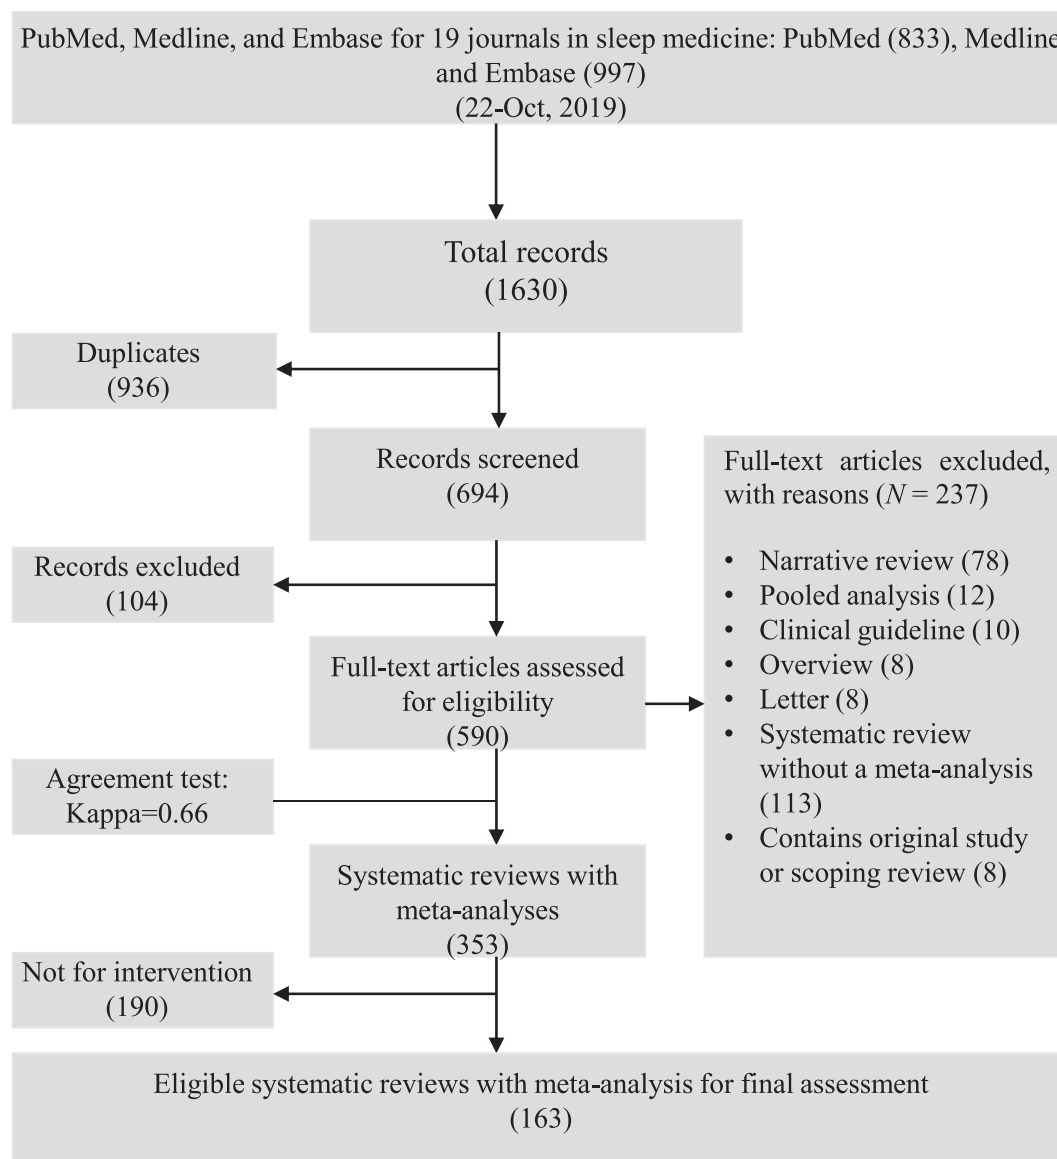 PubMed, Medline, and Embase for 19 journals in sleep medicine: PubMed (833), Medline
and Embase (997)
(22-Oct, 2019)
Total records
(1630)
Duplicates
(936)
Records screened
(694)
Records excluded
(104)
Full-text articles assessed
for eligibility
(590)
Full-text articles excluded,
with reasons (N = 237)
• Narrative review (78)
• Pooled analysis (12)
• Clinical guideline (10)
• Overview (8)
• Letter (8)
• Systematic review
without a meta-analysis
(113)
• Contains original study
or scoping review (8)
Agreement test:
Kappa=0.66
Systematic reviews with
meta-analyses
(353)
Not for intervention
(190)
Eligible systematic reviews with meta-analysis for final assessment
(163)